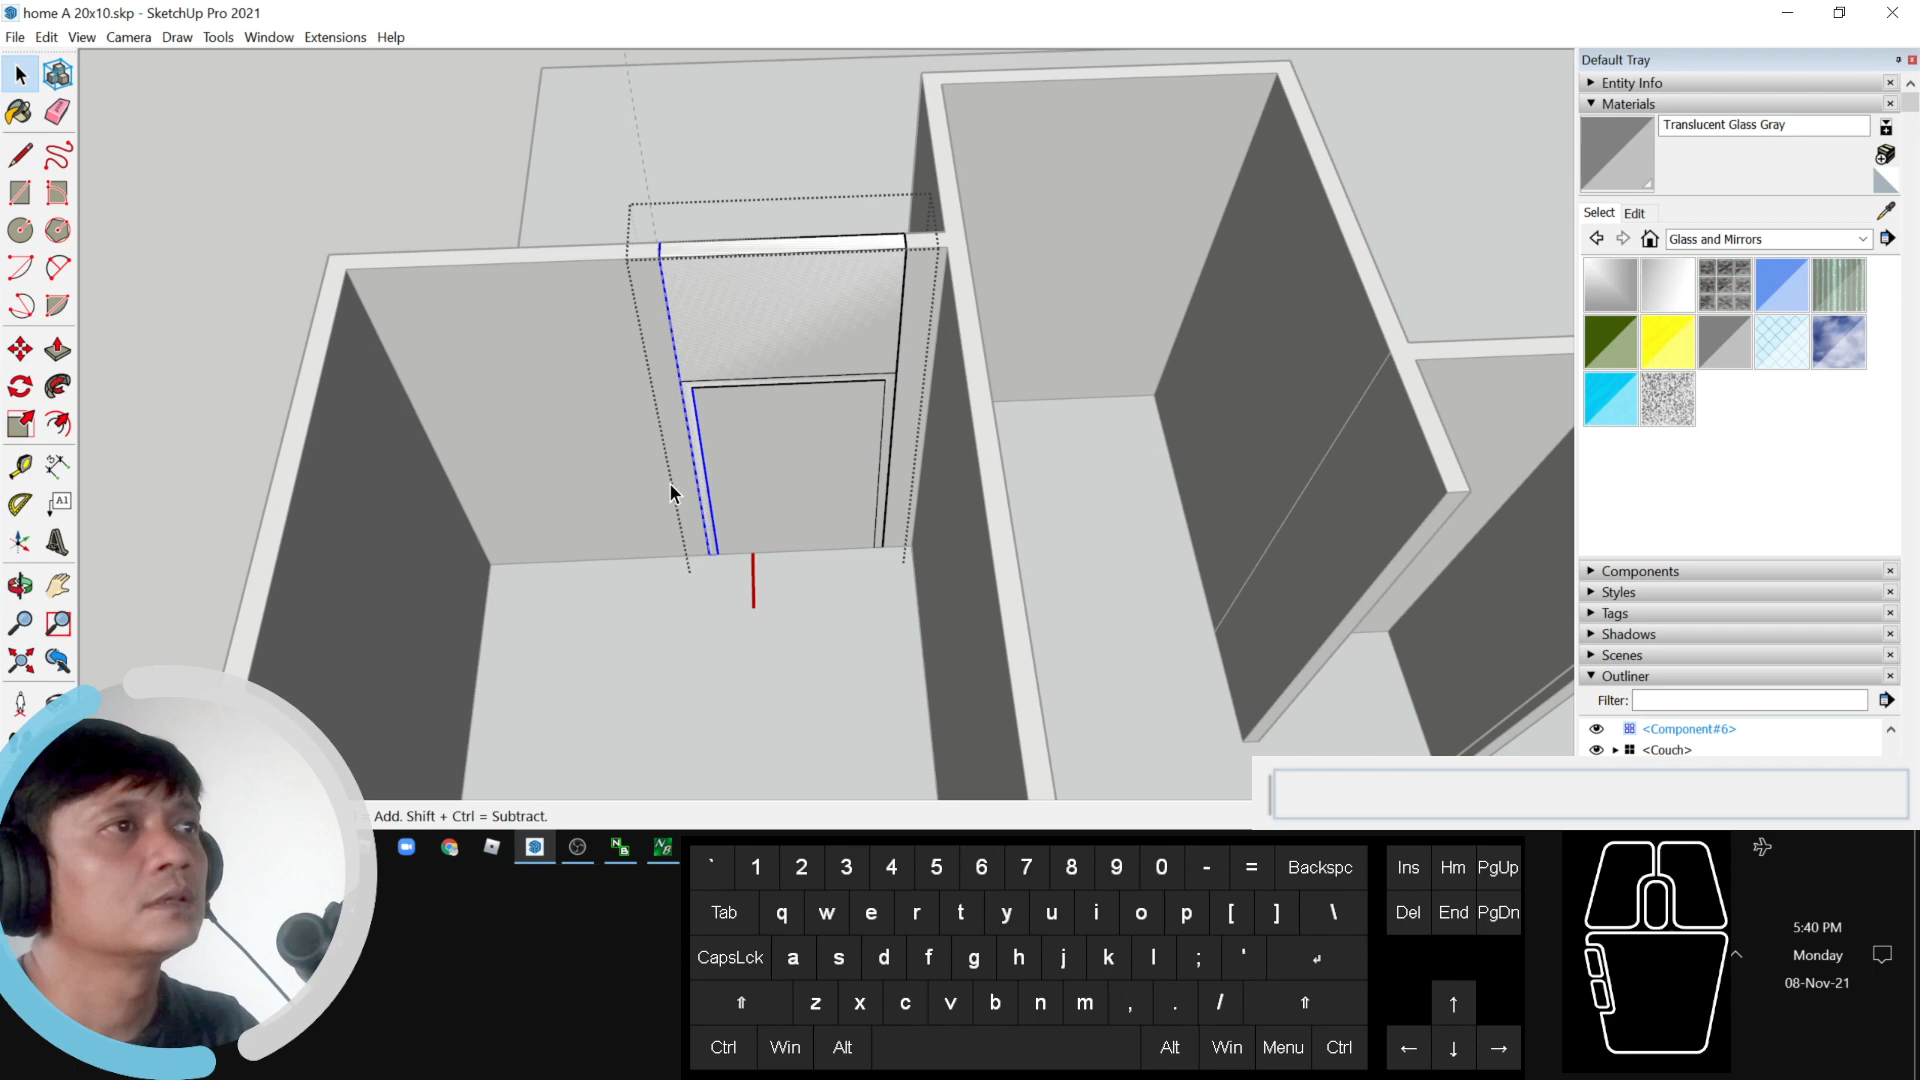 home A 20x10.skp - SketchUp Pro 2021
File Edit View Camera Draw Tools Window Extensions Help
Default Tray
Entity Info
Materials
Translucent Glass Gray
Select Edit
Glass and Mirrors
A1
Components
Styles
Tags
Shadows
Scenes
Outliner
Filter:
<Component#6>
<Couch>
= Add. Shift + Ctrl = Subtract.
` 1 2 3 4 5 6 7 8 9 0 - = Backspc Ins Hm PgUp
Tab q w e r t y u i o p [ ] \ Del End PgDn
CapsLck a s d f g h j k l ; ' ↵
⇧ z x c v b n m , . / ⇧ ↑
Ctrl Win Alt Alt Win Menu Ctrl ← ↓ →
5:40 PM
Monday
08-Nov-21